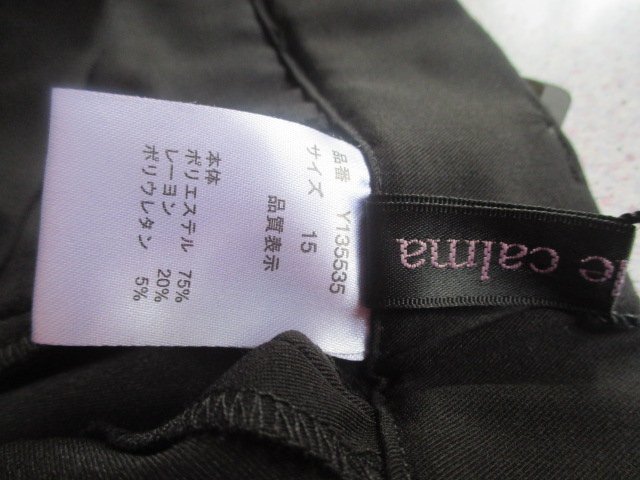 品番 Y135535
サイズ 15
品質表示
本体
ポリエステル 75%
レーヨン 20%
ポリウレタン 5%
calma